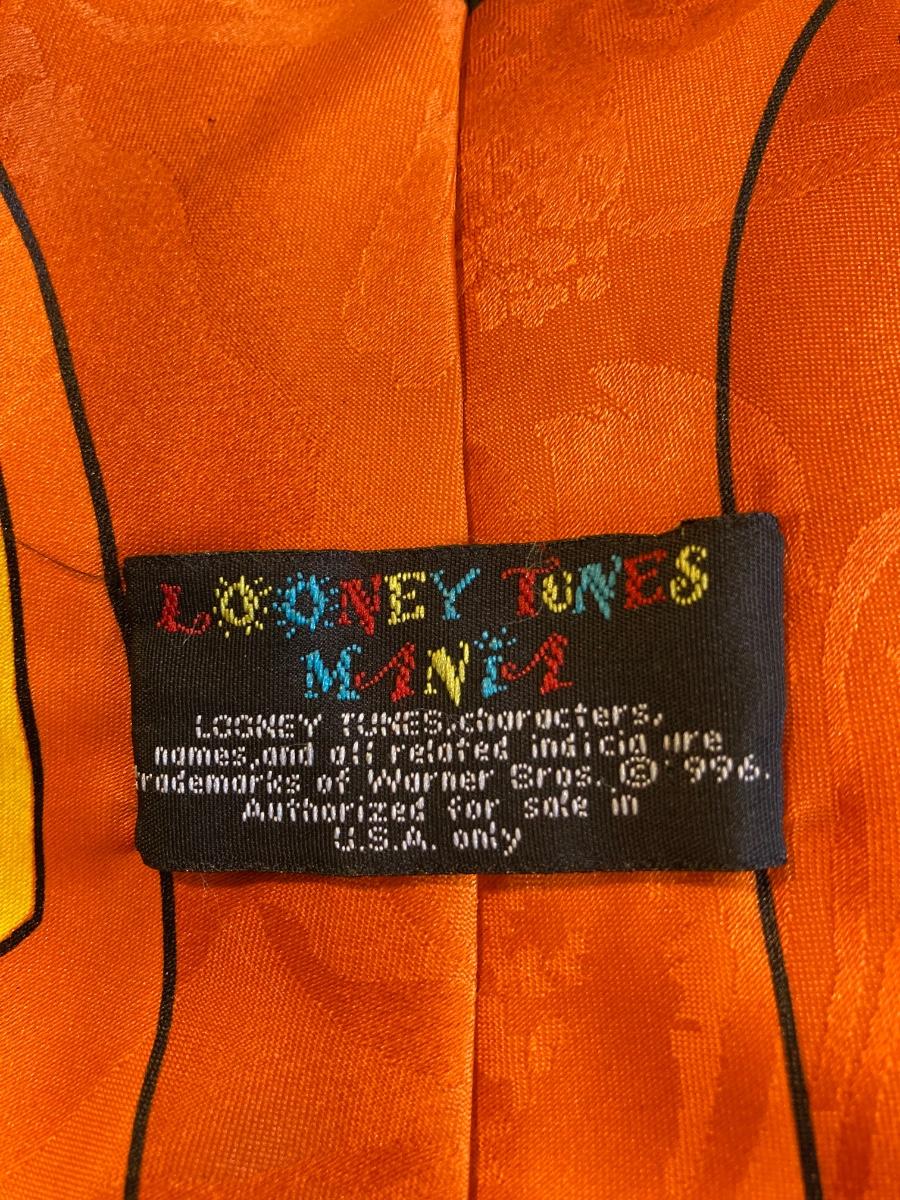 LOONEY TUNES
MANiA
LOONEY TUNES,characters,
names,and all related indicia are
trademarks of Warner Bros. © 1996.
Authorized for sale in
U.S.A. only